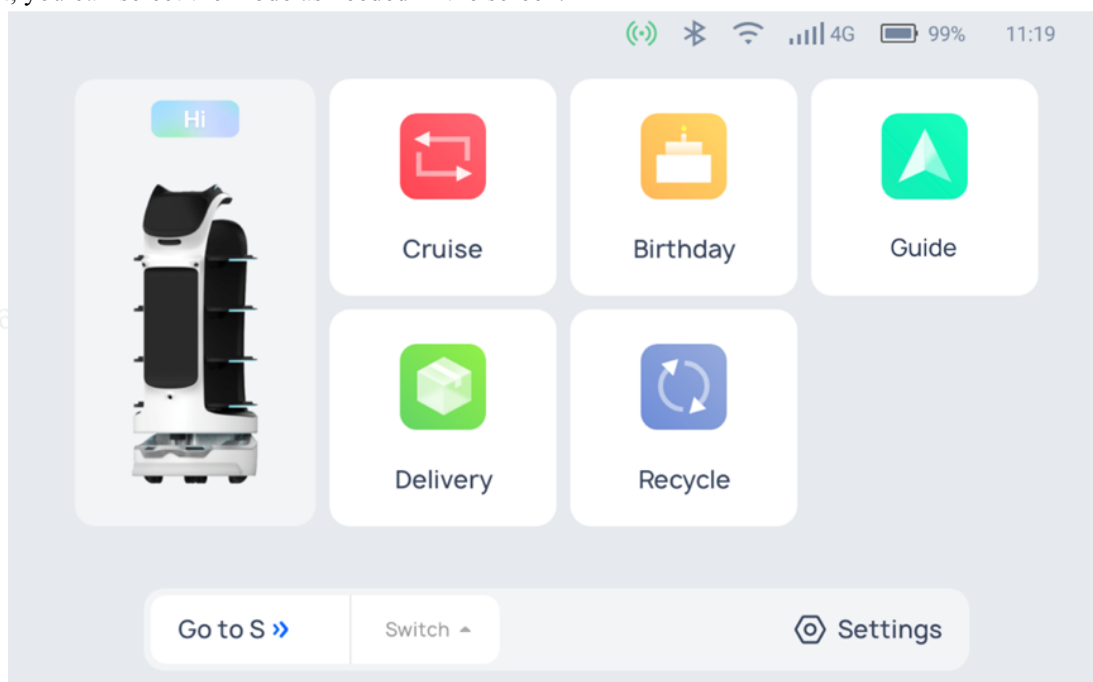 4G 99% 11:19
Hi
Cruise
Birthday
Guide
Delivery
Recycle
Go to S »
Switch
Settings